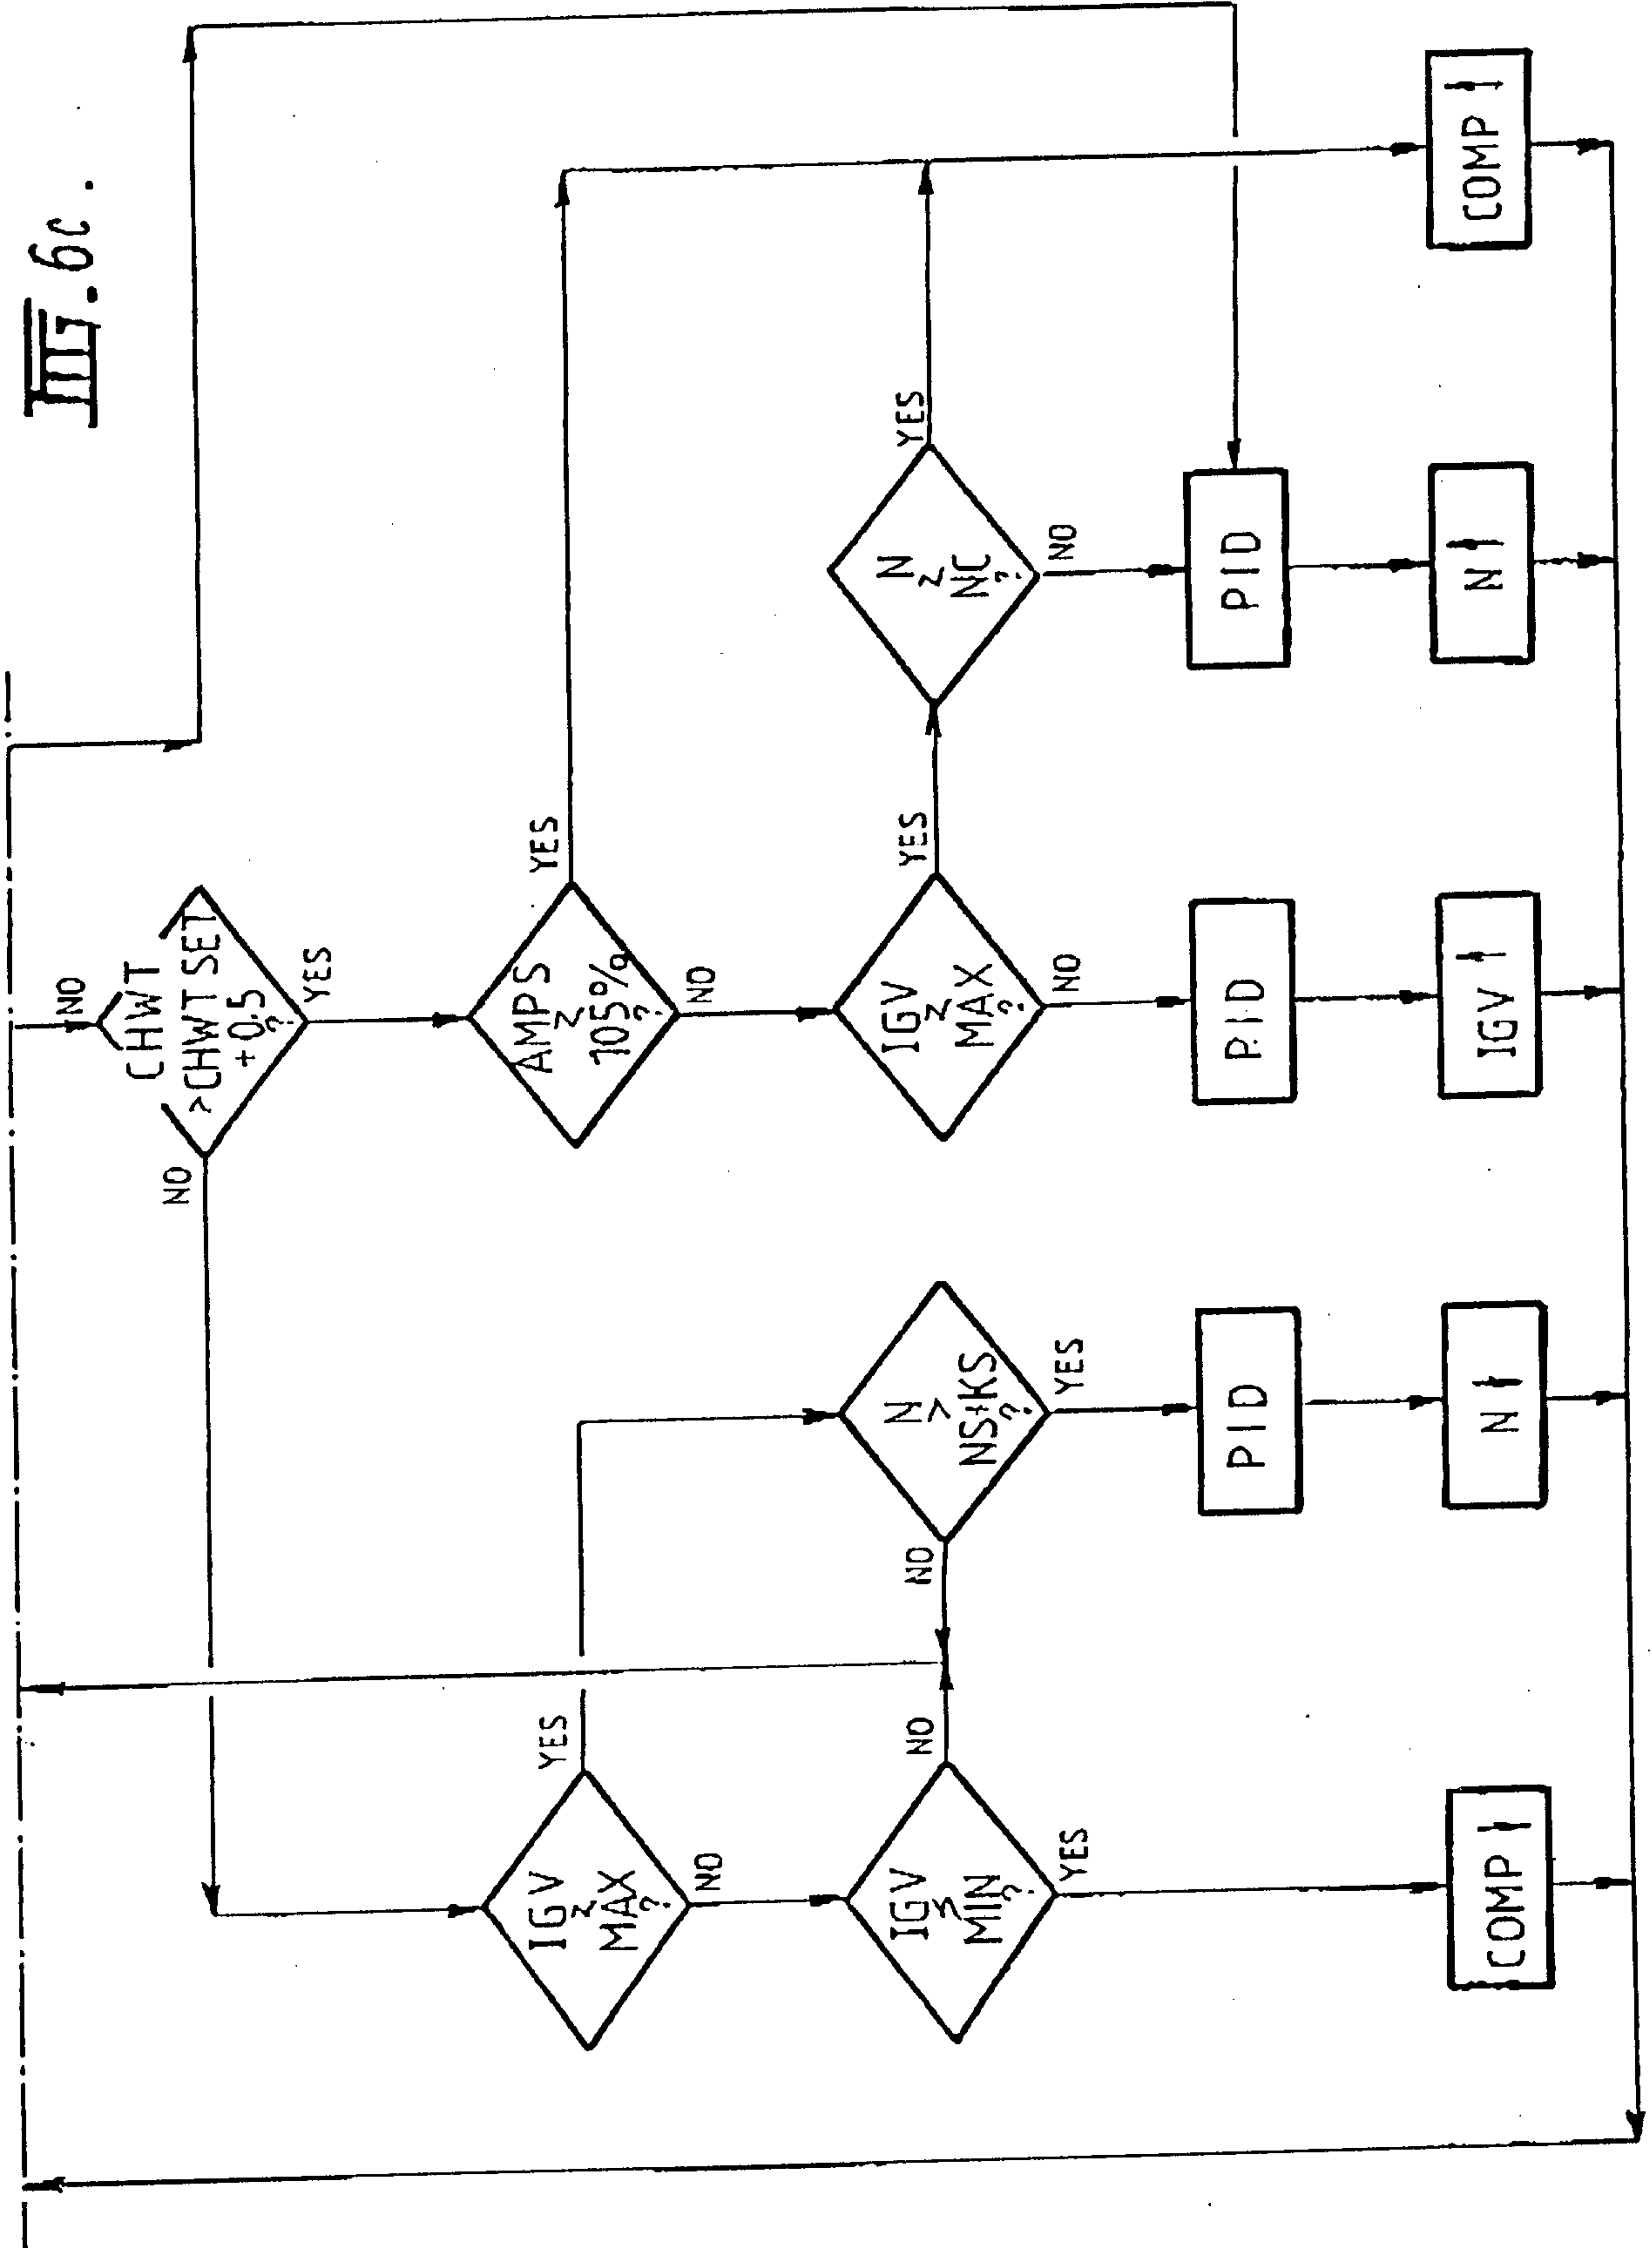 FIG. 6c.
NO
CHWT
>CHWT SET
+0.5
?
NO
YES
AMPS
≥
105%
?
YES
NO
IGV
≥
MAX
?
YES
NO
IGV
≤
MIN
?
NO
YES
N
>
NS+KS
?
NO
YES
IGV
≥
MAX
?
YES
NO
N
≥
NC
?
YES
NO
PID
PID
PID
COMP ↓
N ↓
IGV ↑
N ↑
COMP ↑